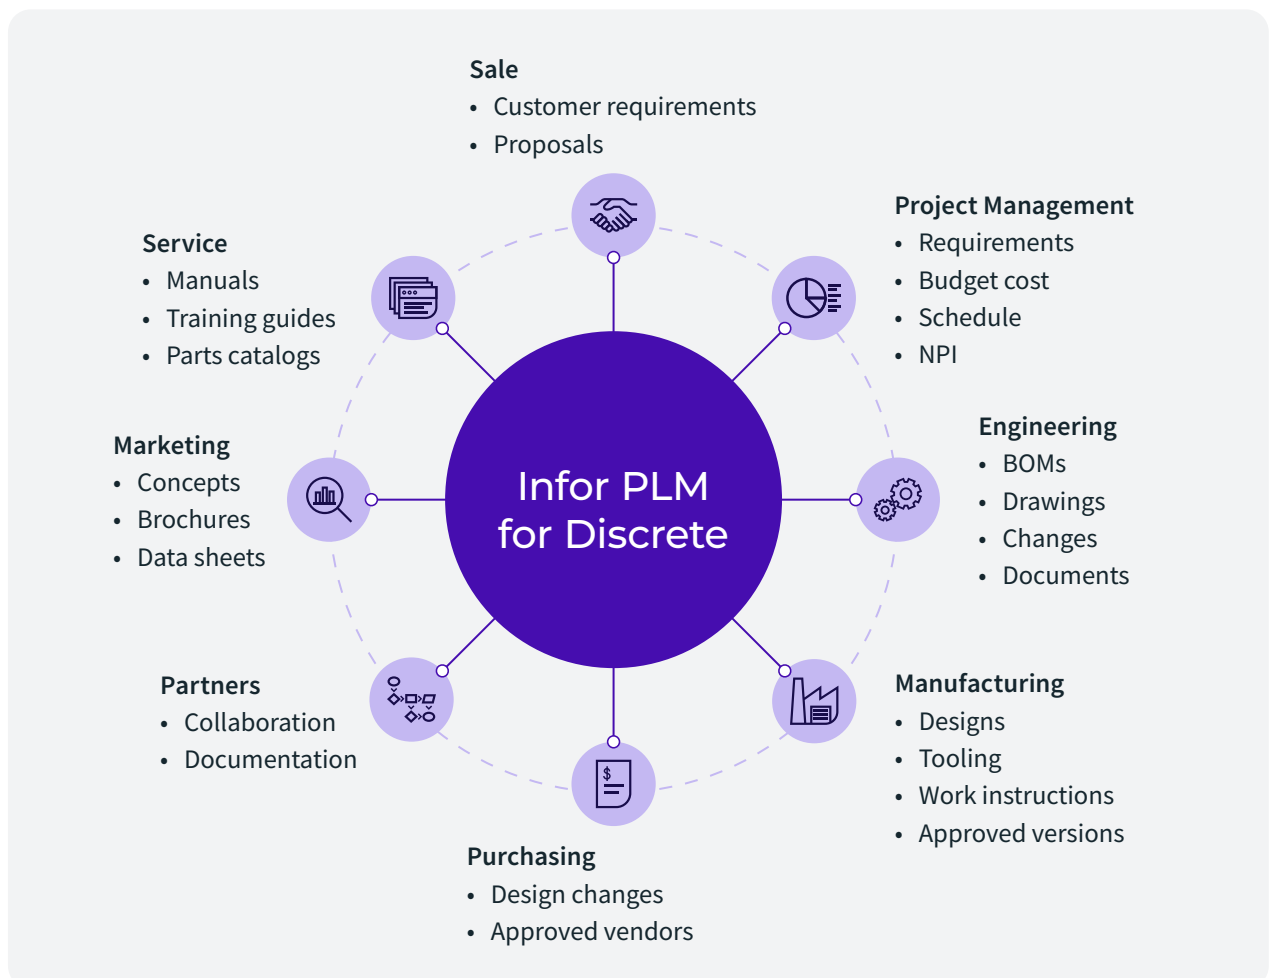 Sale
• Customer requirements
• Proposals
Project Management
• Requirements
• Budget cost
• Schedule
• NPI
Engineering
• BOMs
• Drawings
• Changes
• Documents
Manufacturing
• Designs
• Tooling
• Work instructions
• Approved versions
Purchasing
• Design changes
• Approved vendors
Partners
• Collaboration
• Documentation
Marketing
• Concepts
• Brochures
• Data sheets
Service
• Manuals
• Training guides
• Parts catalogs
Infor PLM
for Discrete
$